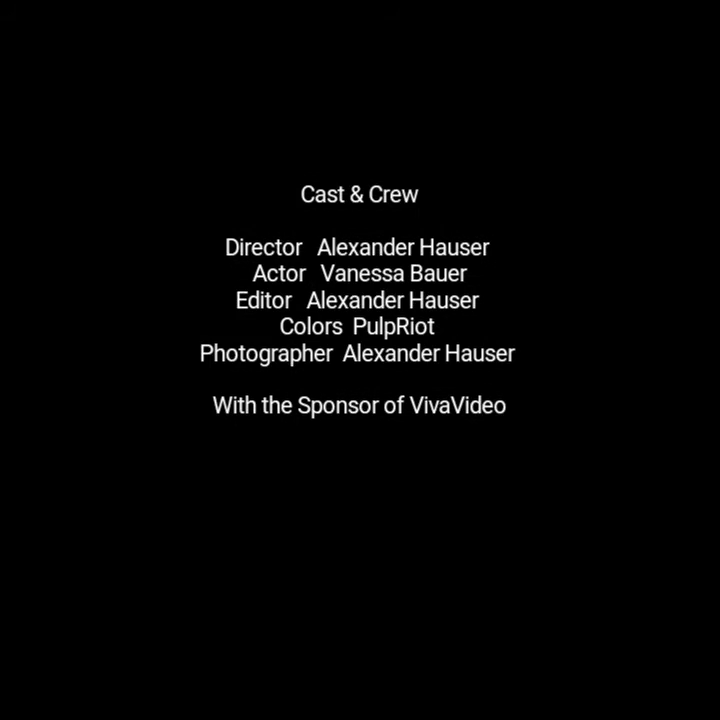 Cast & Crew
Director Alexander Hauser
Actor Vanessa Bauer
Editor Alexander Hauser
Colors PulpRiot
Photographer Alexander Hauser
With the Sponsor of VivaVideo